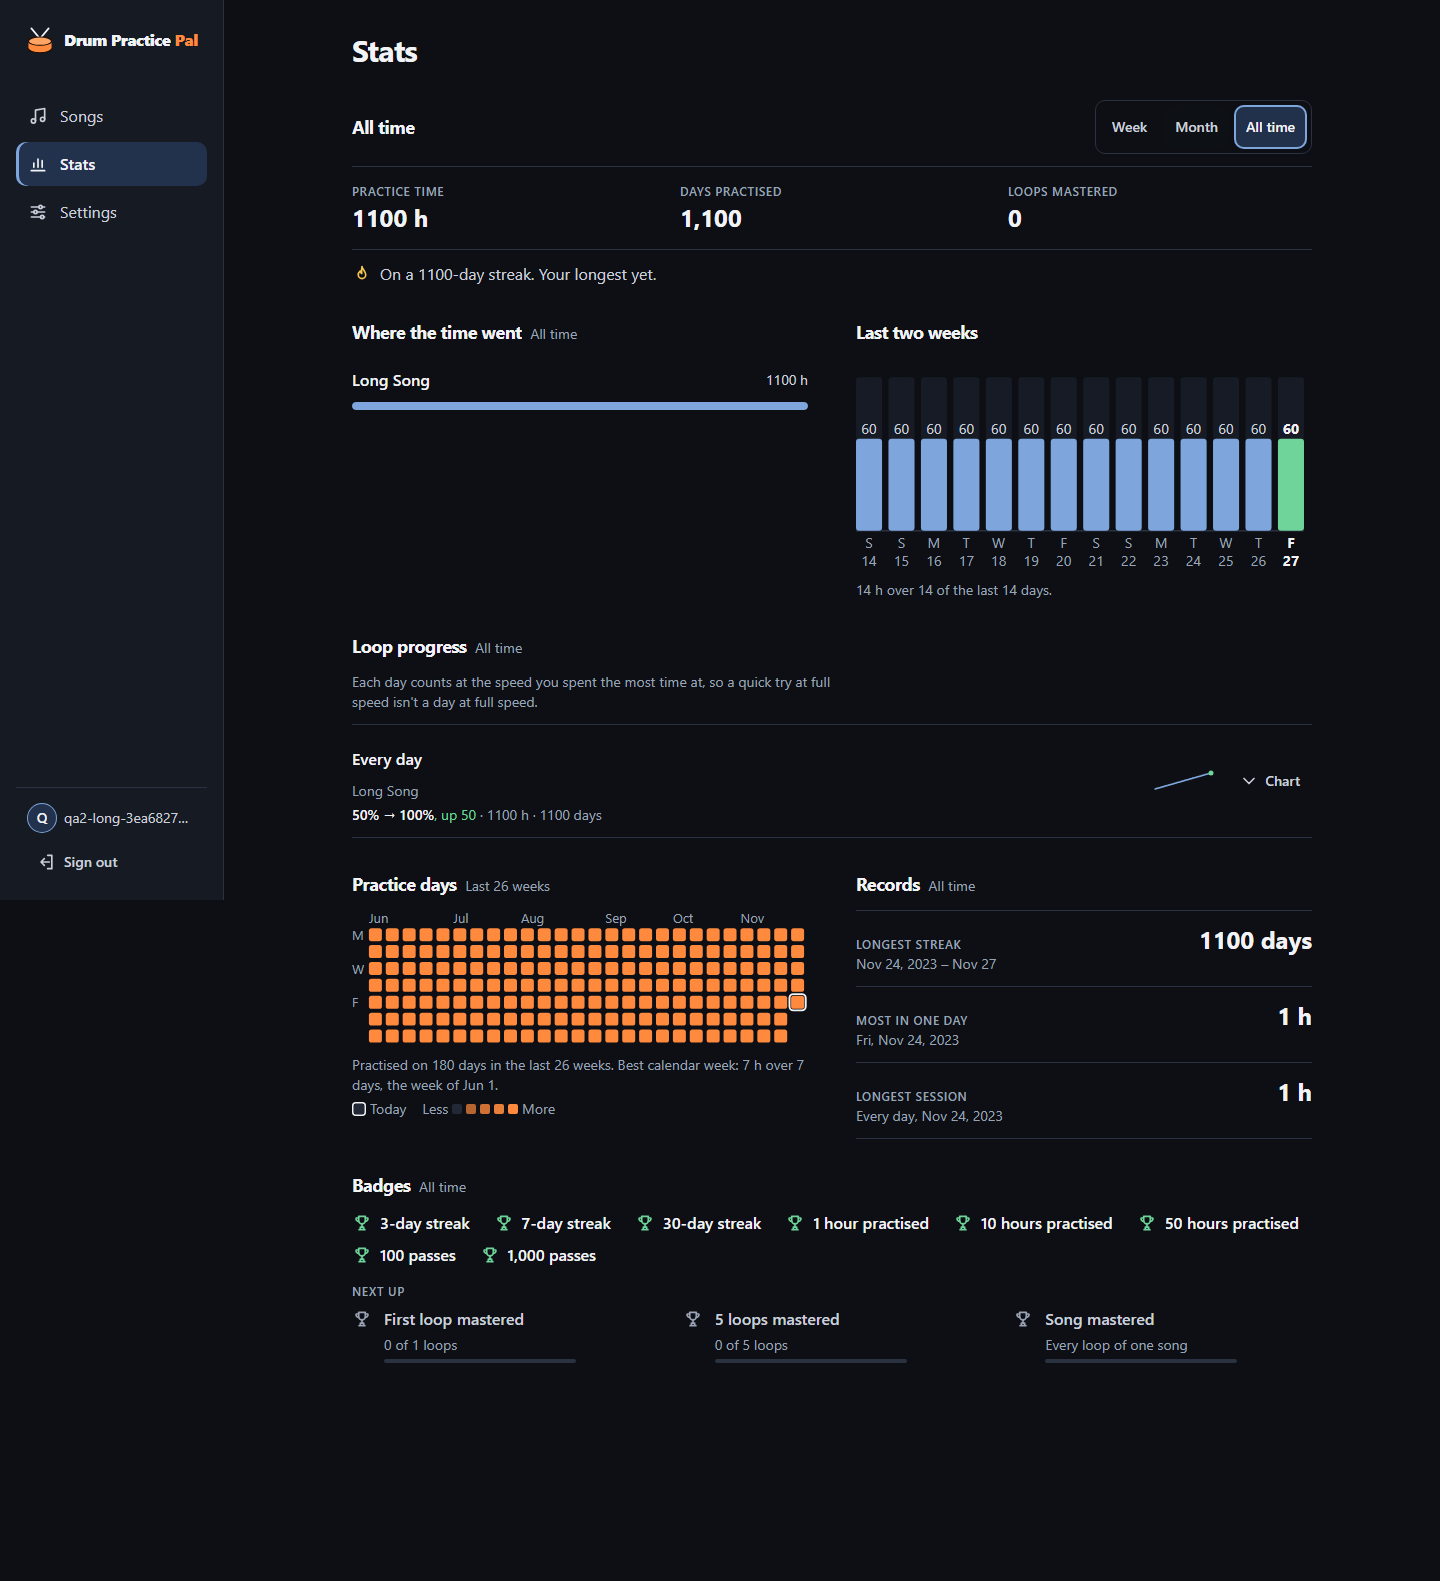 Drum Practice Pal
Songs
Stats
Settings
Q
qa2-long-3ea6827...
Sign out
Stats
All time
Week
Month
All time
PRACTICE TIME
1100 h
DAYS PRACTISED
1,100
LOOPS MASTERED
0
On a 1100-day streak. Your longest yet.
Where the time went All time
Long Song 1100 h
Last two weeks
60 60 60 60 60 60 60 60 60 60 60 60 60 60
S S M T W T F S S M T W T F
14 15 16 17 18 19 20 21 22 23 24 25 26 27
14 h over 14 of the last 14 days.
Loop progress All time
Each day counts at the speed you spent the most time at, so a quick try at full
speed isn't a day at full speed.
Every day
Long Song
50% → 100%, up 50 · 1100 h · 1100 days
Chart
Practice days Last 26 weeks
Jun Jul Aug Sep Oct Nov
M
W
F
Practised on 180 days in the last 26 weeks. Best calendar week: 7 h over 7
days, the week of Jun 1.
Today Less More
Records All time
LONGEST STREAK
Nov 24, 2023 – Nov 27
1100 days
MOST IN ONE DAY
Fri, Nov 24, 2023
1 h
LONGEST SESSION
Every day, Nov 24, 2023
1 h
Badges All time
3-day streak 7-day streak 30-day streak 1 hour practised 10 hours practised 50 hours practised
100 passes 1,000 passes
NEXT UP
First loop mastered
0 of 1 loops
5 loops mastered
0 of 5 loops
Song mastered
Every loop of one song